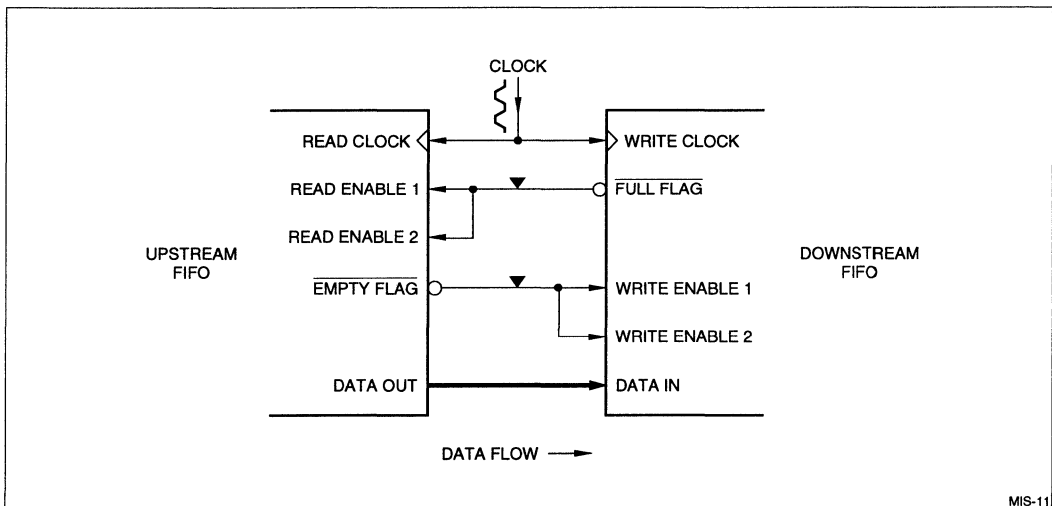 CLOCK
READ CLOCK
WRITE CLOCK
READ ENABLE 1
FULL FLAG
READ ENABLE 2
UPSTREAM
FIFO
DOWNSTREAM
FIFO
EMPTY FLAG
WRITE ENABLE 1
WRITE ENABLE 2
DATA OUT
DATA IN
DATA FLOW
MIS-11